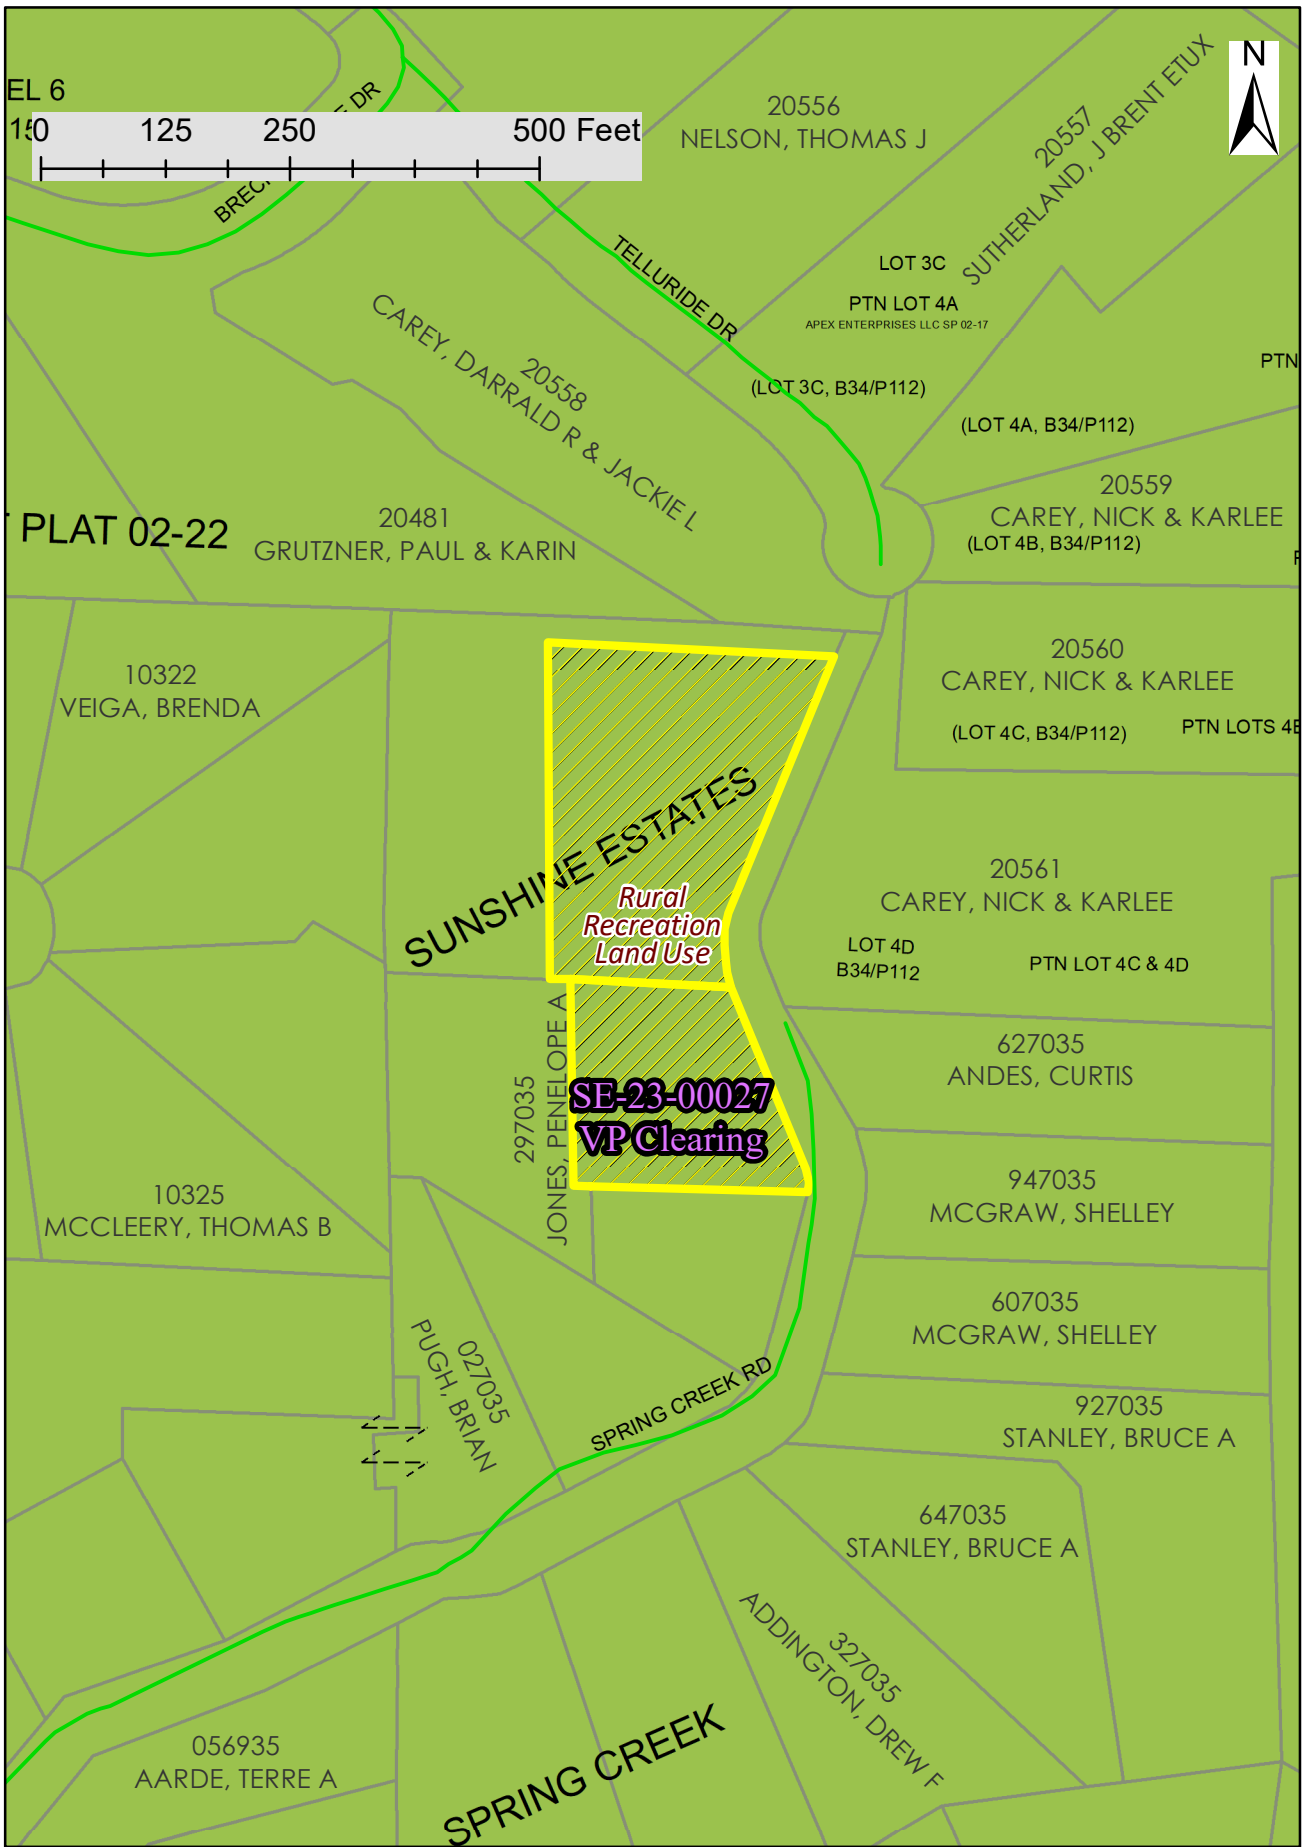 N
EL 6
0 125 250 500 Feet
BRECK
DR
20556
NELSON, THOMAS J
20557
SUTHERLAND, J BRENT ETUX
TELLURIDE DR
LOT 3C
PTN LOT 4A
APEX ENTERPRISES LLC SP 02-17
PTN
(LOT 3C, B34/P112)
(LOT 4A, B34/P112)
20558
CAREY, DARRALD R & JACKIE L
20559
CAREY, NICK & KARLEE
(LOT 4B, B34/P112)
PLAT 02-22
20481
GRUTZNER, PAUL & KARIN
10322
VEIGA, BRENDA
20560
CAREY, NICK & KARLEE
(LOT 4C, B34/P112)
PTN LOTS 4B
SUNSHINE ESTATES
Rural
Recreation
Land Use
20561
CAREY, NICK & KARLEE
LOT 4D
B34/P112
PTN LOT 4C & 4D
297035
JONES, PENELOPE A
627035
ANDES, CURTIS
SE-23-00027
VP Clearing
10325
MCCLEERY, THOMAS B
947035
MCGRAW, SHELLEY
607035
MCGRAW, SHELLEY
027035
PUGH, BRIAN
SPRING CREEK RD
927035
STANLEY, BRUCE A
647035
STANLEY, BRUCE A
327035
ADDINGTON, DREW F
056935
AARDE, TERRE A
SPRING CREEK